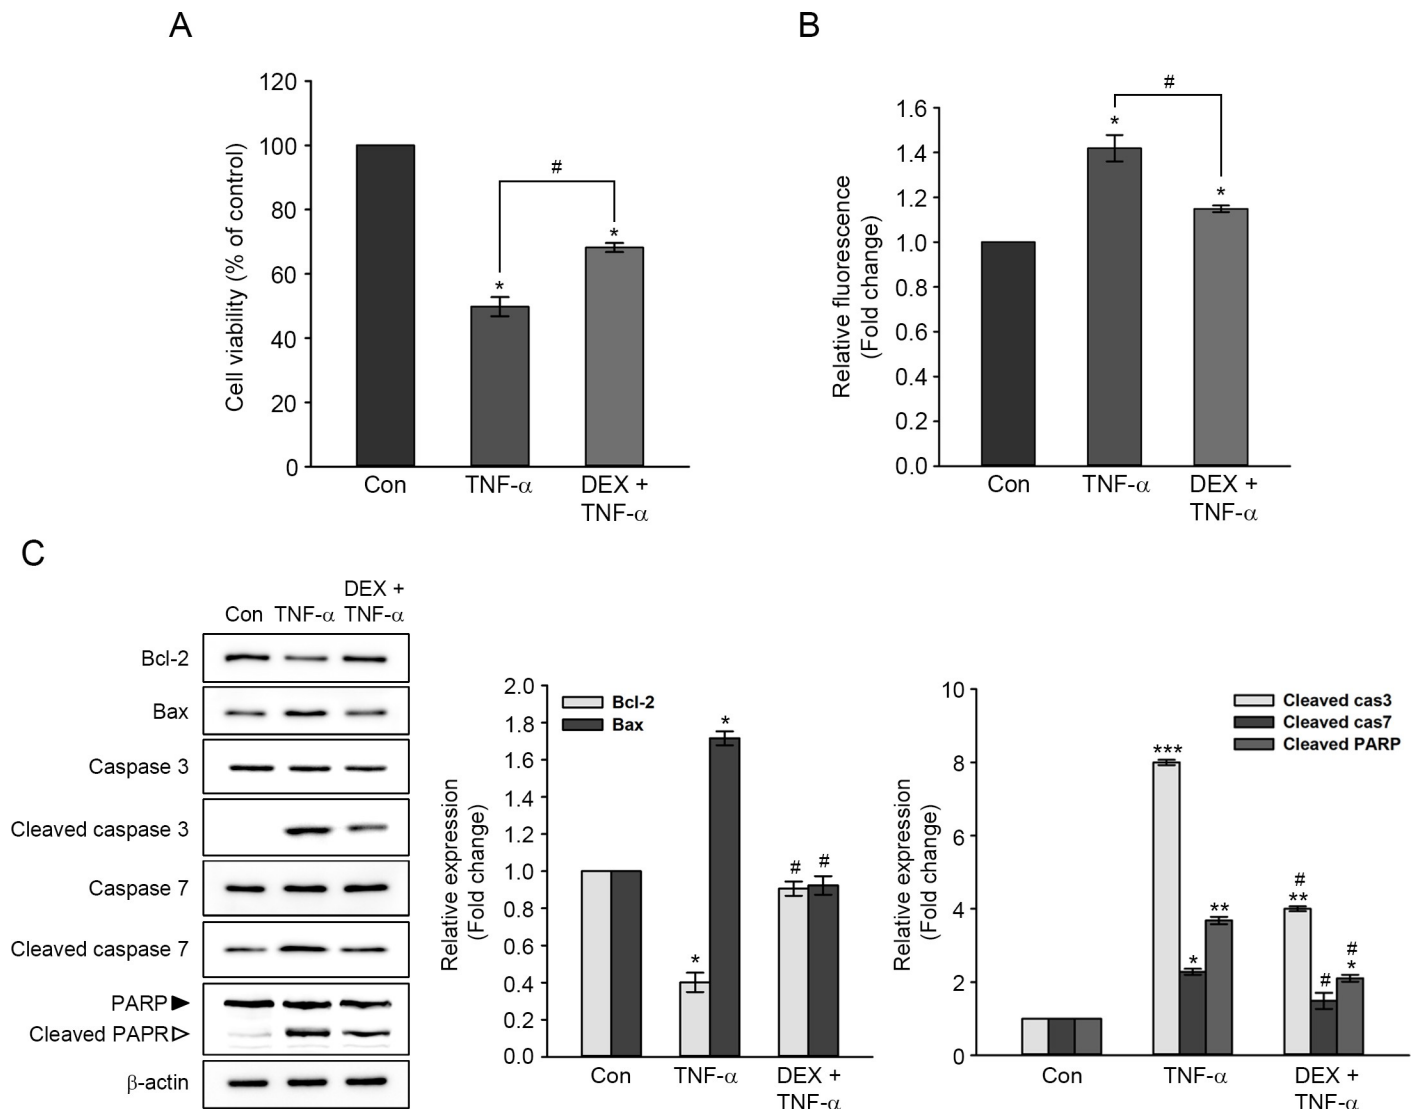 A
Cell viability (% of control)
120
100
80
60
40
20
0
#
*
*
Con
TNF-α
DEX +
TNF-α
B
Relative fluorescence
(Fold change)
1.6
1.4
1.2
1.0
0.8
0.6
0.4
0.2
0.0
#
*
*
Con
TNF-α
DEX +
TNF-α
C
Con TNF-α DEX +
TNF-α
Bcl-2
Bax
Caspase 3
Cleaved caspase 3
Caspase 7
Cleaved caspase 7
PARP
Cleaved PAPR
β-actin
Relative expression
(Fold change)
2.0
1.8
1.6
1.4
1.2
1.0
0.8
0.6
0.4
0.2
0.0
Bcl-2
Bax
*
*
# #
Con
TNF-α
DEX +
TNF-α
Relative expression
(Fold change)
10
8
6
4
2
0
Cleaved cas3
Cleaved cas7
Cleaved PARP
***
*
**
#
**
#
#
*
Con
TNF-α
DEX +
TNF-α